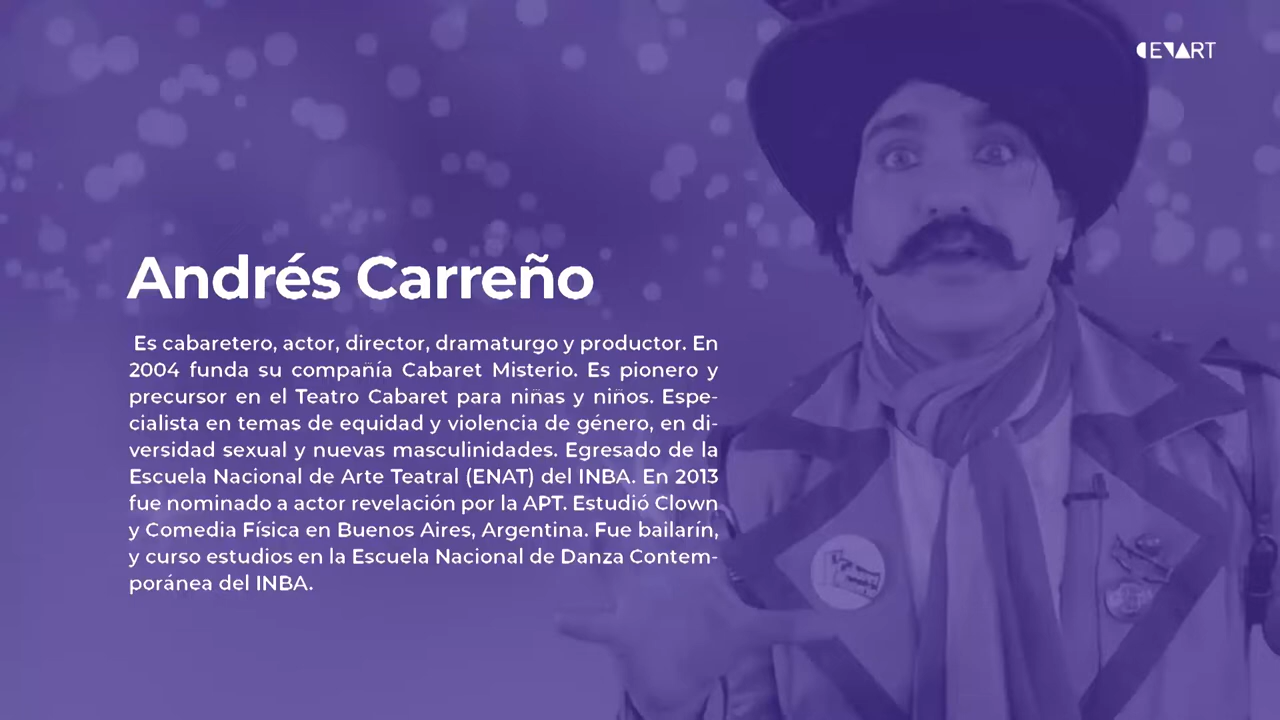 CENART
Andrés Carreño
Es cabaretero, actor, director, dramaturgo y productor. En
2004 funda su compañía Cabaret Misterio. Es pionero y
precursor en el Teatro Cabaret para niñas y niños. Espe-
cialista en temas de equidad y violencia de género, en di-
versidad sexual y nuevas masculinidades. Egresado de la
Escuela Nacional de Arte Teatral (ENAT) del INBA. En 2013
fue nominado a actor revelación por la APT. Estudió Clown
y Comedia Física en Buenos Aires, Argentina. Fue bailarín,
y curso estudios en la Escuela Nacional de Danza Contem-
poránea del INBA.